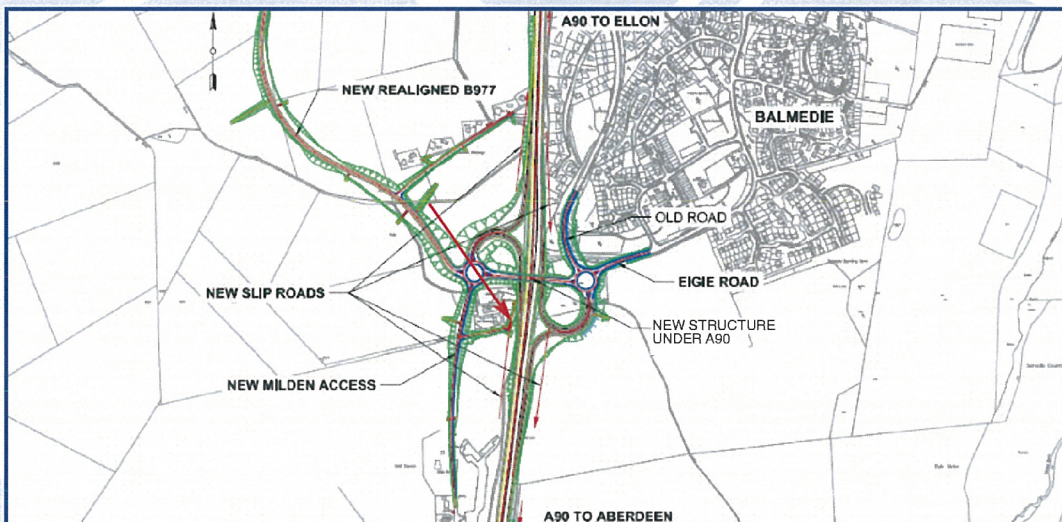 A90 TO ELLON
NEW REALIGNED B977
BALMEDIE
OLD ROAD
EIGIE ROAD
NEW SLIP ROADS
NEW STRUCTURE
UNDER A90
NEW MILDEN ACCESS
A90 TO ABERDEEN